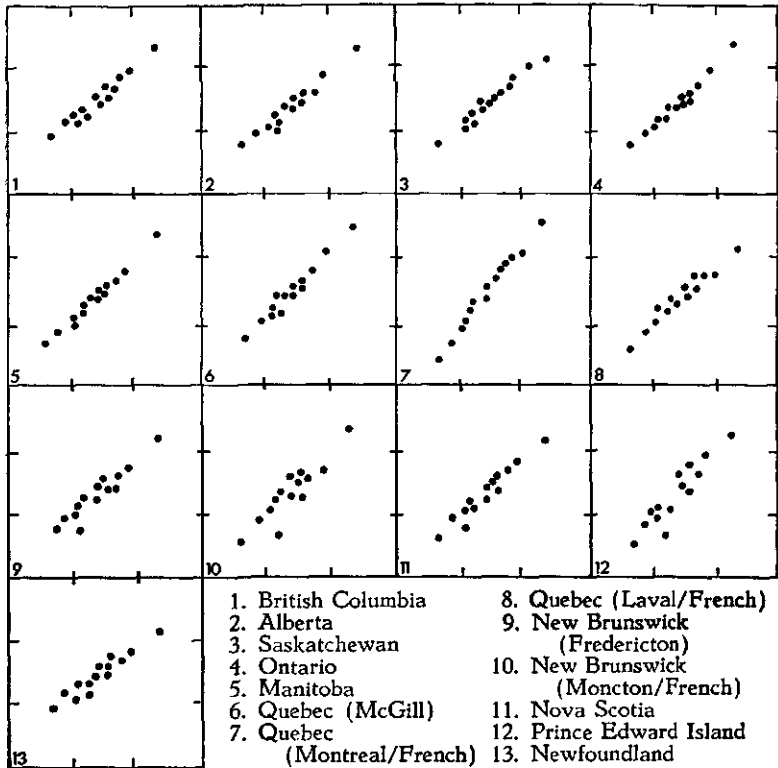 1
2
3
4
5
6
7
8
9
10
11
12
13
1. British Columbia
2. Alberta
3. Saskatchewan
4. Ontario
5. Manitoba
6. Quebec (McGill)
7. Quebec
(Montreal/French)
8. Quebec (Laval/French)
9. New Brunswick
(Fredericton)
10. New Brunswick
(Moncton/French)
11. Nova Scotia
12. Prince Edward Island
13. Newfoundland